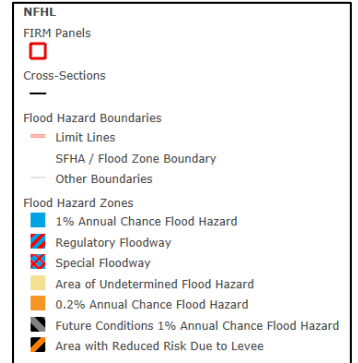 NFHL
FIRM Panels
Cross-Sections
Flood Hazard Boundaries
Limit Lines
SFHA / Flood Zone Boundary
Other Boundaries
Flood Hazard Zones
1% Annual Chance Flood Hazard
Regulatory Floodway
Special Floodway
Area of Undetermined Flood Hazard
0.2% Annual Chance Flood Hazard
Future Conditions 1% Annual Chance Flood Hazard
Area with Reduced Risk Due to Levee